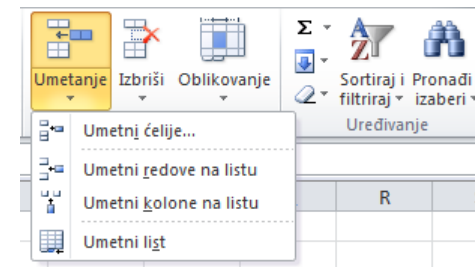 Σ
Umetanje Izbriši Oblikovanje
Sortiraj i Pronađi i
filtriraj izaberi
Uređivanje
Umetni ćelije...
Umetni redove na listu
Umetni kolone na listu
Umetni list
R